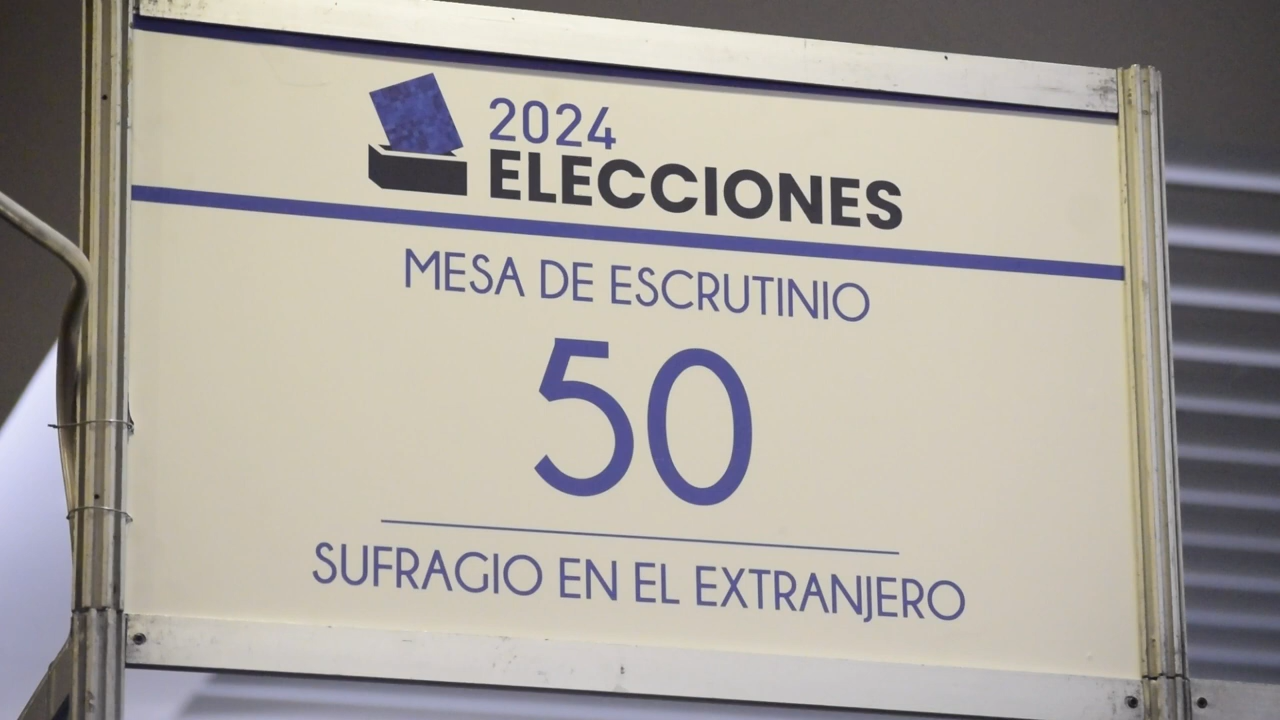 2024
ELECCIONES
MESA DE ESCRUTINIO
50
SUFRAGIO EN EL EXTRANJERO